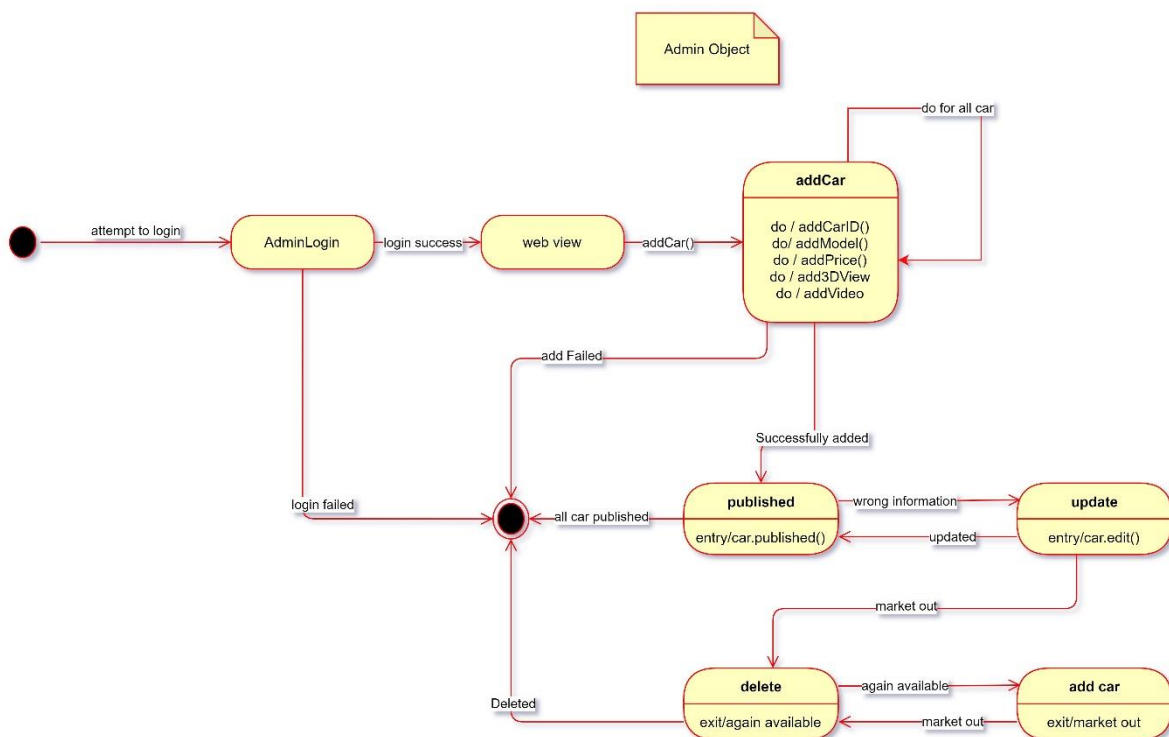 Admin Object
do for all car
addCar
do / addCarID()
do/ addModel()
do / addPrice()
do / add3DView
do / addVideo
attempt to login
AdminLogin
login success
web view
addCar()
add Failed
Successfully added
login failed
all car published
published
entry/car.published()
wrong information
updated
update
entry/car.edit()
market out
Deleted
delete
exit/again available
again available
market out
add car
exit/market out